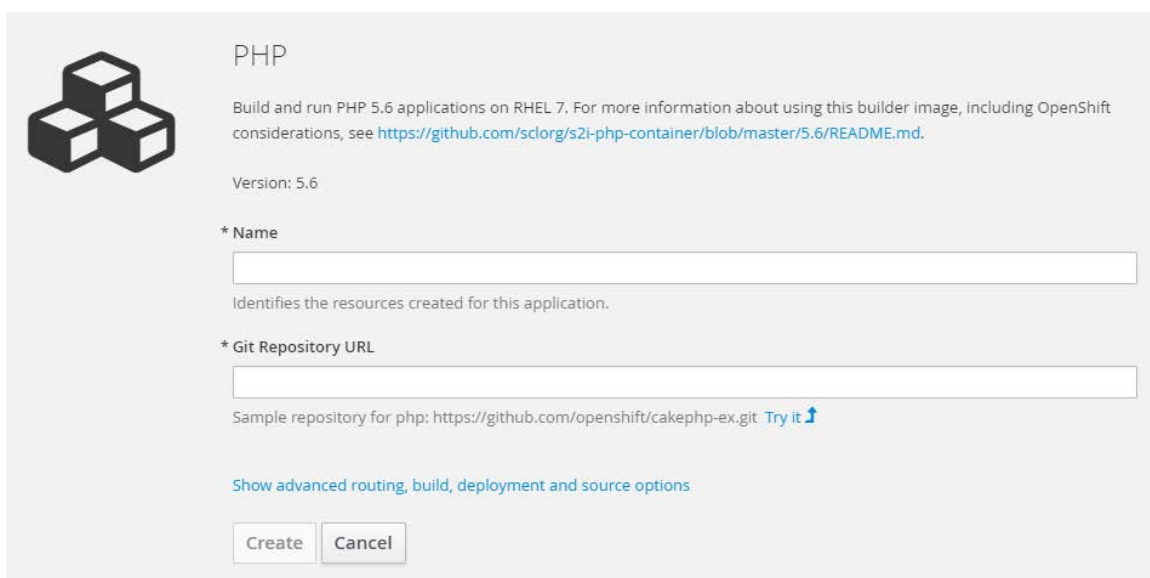 PHP
Build and run PHP 5.6 applications on RHEL 7. For more information about using this builder image, including OpenShift
considerations, see https://github.com/sclorg/s2i-php-container/blob/master/5.6/README.md.
Version: 5.6
* Name
Identifies the resources created for this application.
* Git Repository URL
Sample repository for php: https://github.com/openshift/cakephp-ex.git Try it
Show advanced routing, build, deployment and source options
Create Cancel